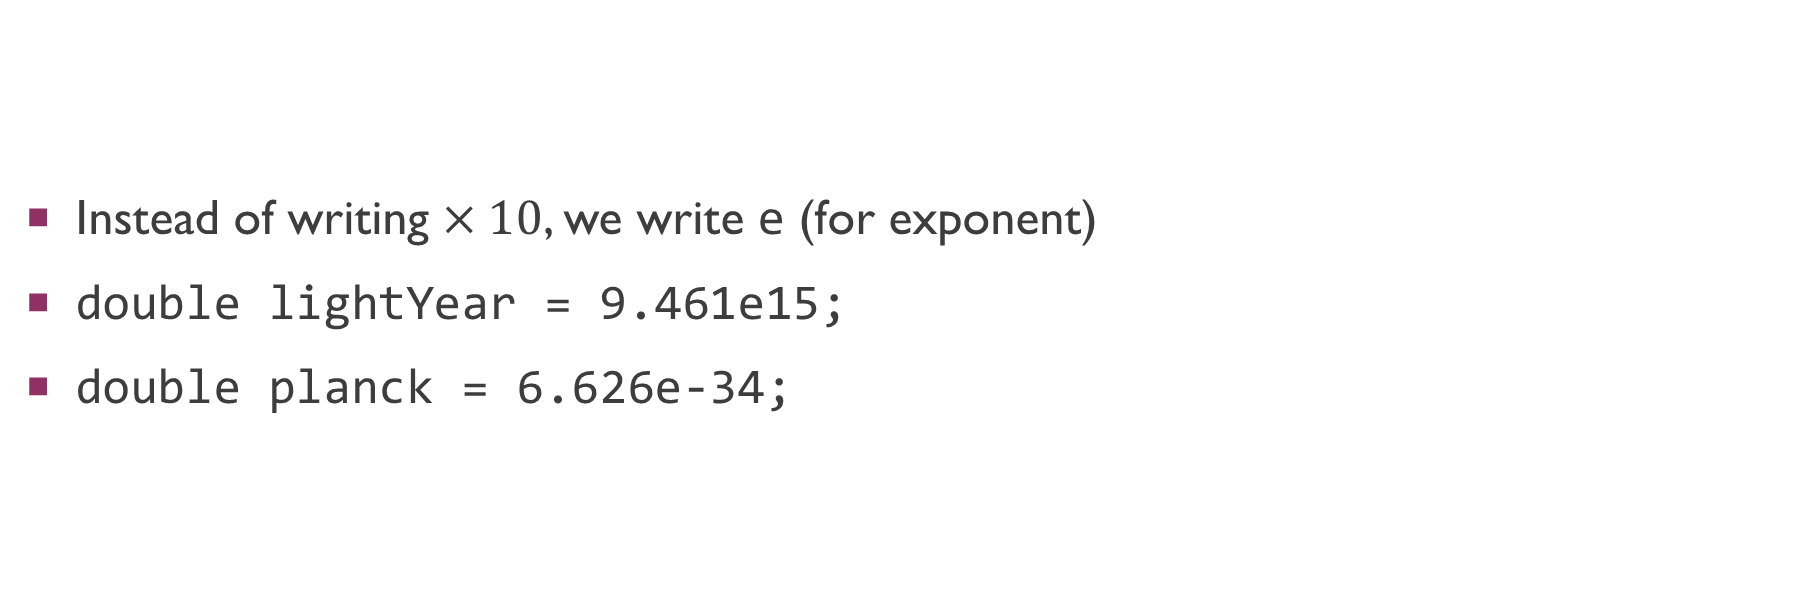 ▪ Instead of writing × 10, we write e (for exponent)
▪ double lightYear = 9.461e15;
▪ double planck = 6.626e-34;